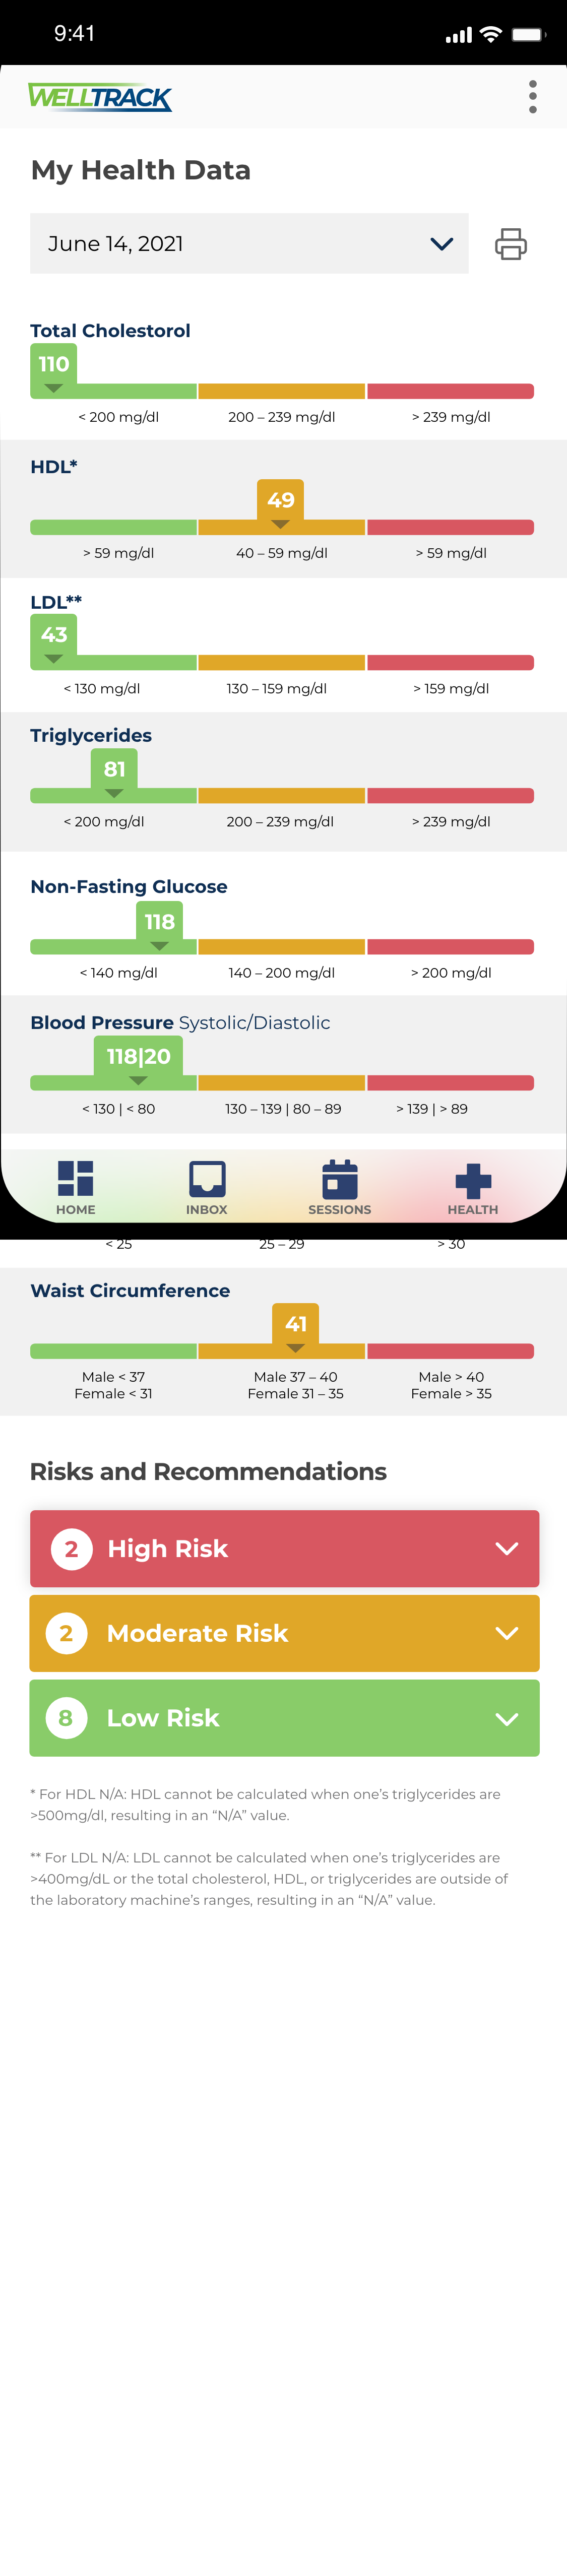 9:41
WELLTRACK
My Health Data
June 14, 2021
Total Cholestorol
110
< 200 mg/dl 200 – 239 mg/dl > 239 mg/dl
HDL*
49
> 59 mg/dl 40 – 59 mg/dl > 59 mg/dl
LDL**
43
< 130 mg/dl 130 – 159 mg/dl > 159 mg/dl
Triglycerides
81
< 200 mg/dl 200 – 239 mg/dl > 239 mg/dl
Non-Fasting Glucose
118
< 140 mg/dl 140 – 200 mg/dl > 200 mg/dl
Blood Pressure Systolic/Diastolic
118|20
< 130 | < 80 130 – 139 | 80 – 89 > 139 | > 89
HOME INBOX SESSIONS HEALTH
< 25 25 – 29 > 30
Waist Circumference
41
Male < 37 Male 37 – 40 Male > 40
Female < 31 Female 31 – 35 Female > 35
Risks and Recommendations
2 High Risk
2 Moderate Risk
8 Low Risk
* For HDL N/A: HDL cannot be calculated when one’s triglycerides are
>500mg/dl, resulting in an “N/A” value.
** For LDL N/A: LDL cannot be calculated when one’s triglycerides are
>400mg/dL or the total cholesterol, HDL, or triglycerides are outside of
the laboratory machine’s ranges, resulting in an “N/A” value.